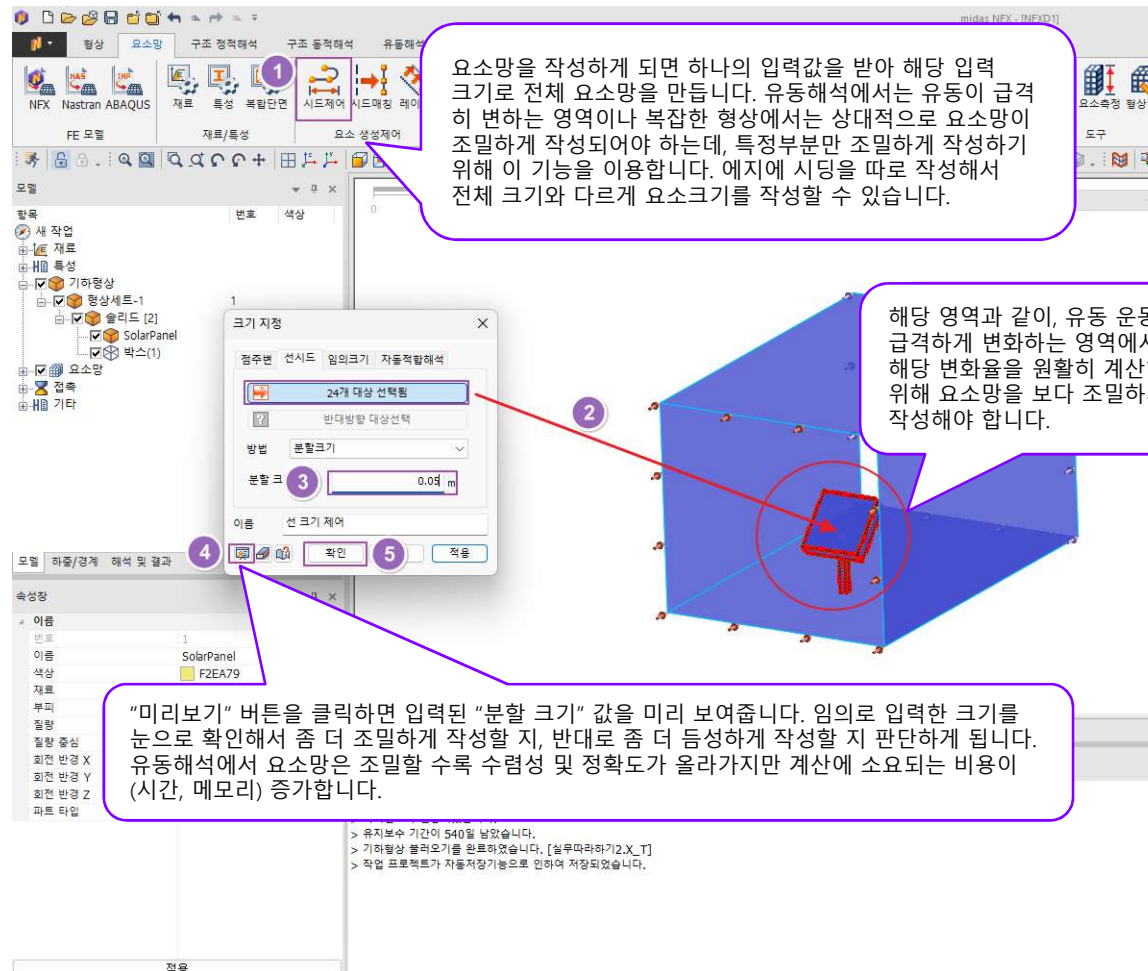 midas NFX - [NFXD1]
형상 요소망 구조 정적해석 구조 동적해석 유동해석
NAS INP
NFX Nastran ABAQUS 재료 특성 복합단면 시드제어 시드매칭 요소측정
FE 모델 재료/특성 요소 생성제어 도구
1
요소망을 작성하게 되면 하나의 입력값을 받아 해당 입력
크기로 전체 요소망을 만듭니다. 유동해석에서는 유동이 급격
히 변하는 영역이나 복잡한 형상에서는 상대적으로 요소망이
조밀하게 작성되어야 하는데, 특정부분만 조밀하게 작성하기
위해 이 기능을 이용합니다. 에지에 시딩을 따로 작성해서
전체 크기와 다르게 요소크기를 작성할 수 있습니다.
모델
항목 번호 색상
새 작업
재료
특성
기하형상
형상세트-1 1
솔리드 [2]
SolarPanel
박스(1)
요소망
접촉
기타
0
크기 지정
점주변 선시드 임의크기 자동적합해석
24개 대상 선택됨
반대방향 대상선택
방법 분할크기
분할 크 3 0.05 m
이름 선 크기 제어
4 확인 5 적용
2
해당 영역과 같이, 유동 운동
급격하게 변화하는 영역에서
해당 변화율을 원활히 계산
위해 요소망을 보다 조밀하
작성해야 합니다.
모델 하중/경계 해석 및 결과
속성창
이름
번호 1
이름 SolarPanel
색상 F2EA79
재료
부피
질량
질량 중심
회전 반경 X
회전 반경 Y
회전 반경 Z
파트 타입
“미리보기” 버튼을 클릭하면 입력된 “분할 크기” 값을 미리 보여줍니다. 임의로 입력한 크기를
눈으로 확인해서 좀 더 조밀하게 작성할 지, 반대로 좀 더 듬성하게 작성할 지 판단하게 됩니다.
유동해석에서 요소망은 조밀할 수록 수렴성 및 정확도가 올라가지만 계산에 소요되는 비용이
(시간, 메모리) 증가합니다.
> 유지보수 기간이 540일 남았습니다.
> 기하형상 불러오기를 완료하였습니다. [실무따라하기2.X_T]
> 작업 프로젝트가 자동저장기능으로 인하여 저장되었습니다.
적용